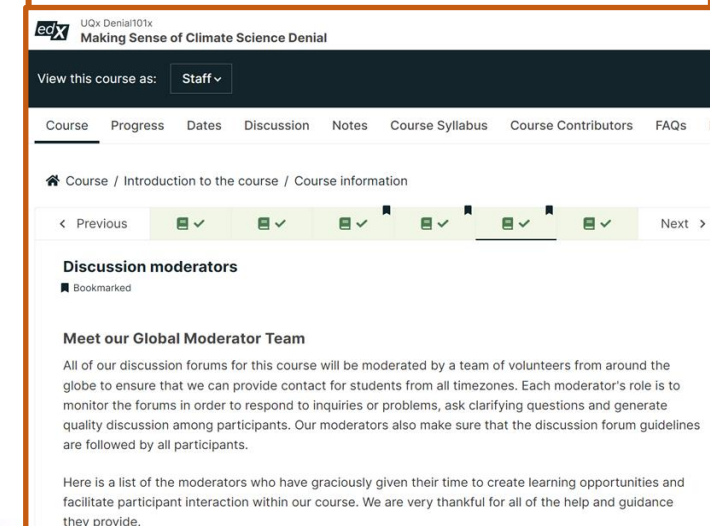 edX
UQx Denial101x
Making Sense of Climate Science Denial
View this course as: Staff
Course Progress Dates Discussion Notes Course Syllabus Course Contributors FAQs
Course / Introduction to the course / Course information
Previous Next
Discussion moderators
Bookmarked
Meet our Global Moderator Team
All of our discussion forums for this course will be moderated by a team of volunteers from around the
globe to ensure that we can provide contact for students from all timezones. Each moderator's role is to
monitor the forums in order to respond to inquiries or problems, ask clarifying questions and generate
quality discussion among participants. Our moderators also make sure that the discussion forum guidelines
are followed by all participants.
Here is a list of the moderators who have graciously given their time to create learning opportunities and
facilitate participant interaction within our course. We are very thankful for all of the help and guidance
they provide.